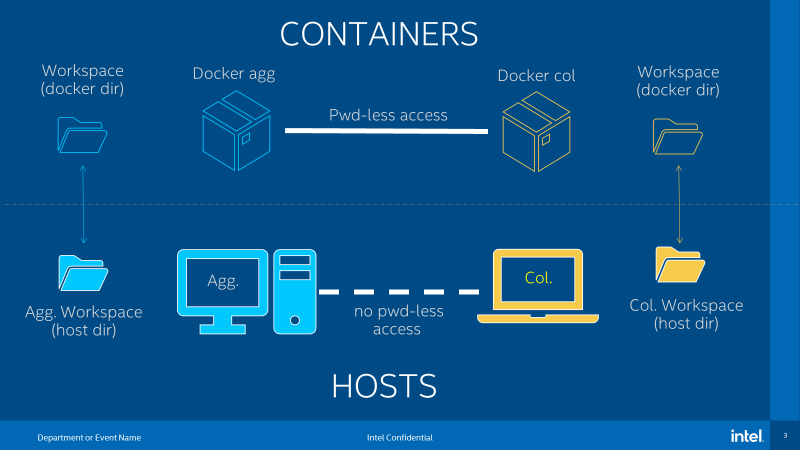 CONTAINERS
Workspace
(docker dir)
Docker agg
Docker col
Workspace
(docker dir)
Pwd-less access
Agg.
Col.
Agg. Workspace
(host dir)
no pwd-less
access
Col. Workspace
(host dir)
HOSTS
Department or Event Name
Intel Confidential
intel.
3